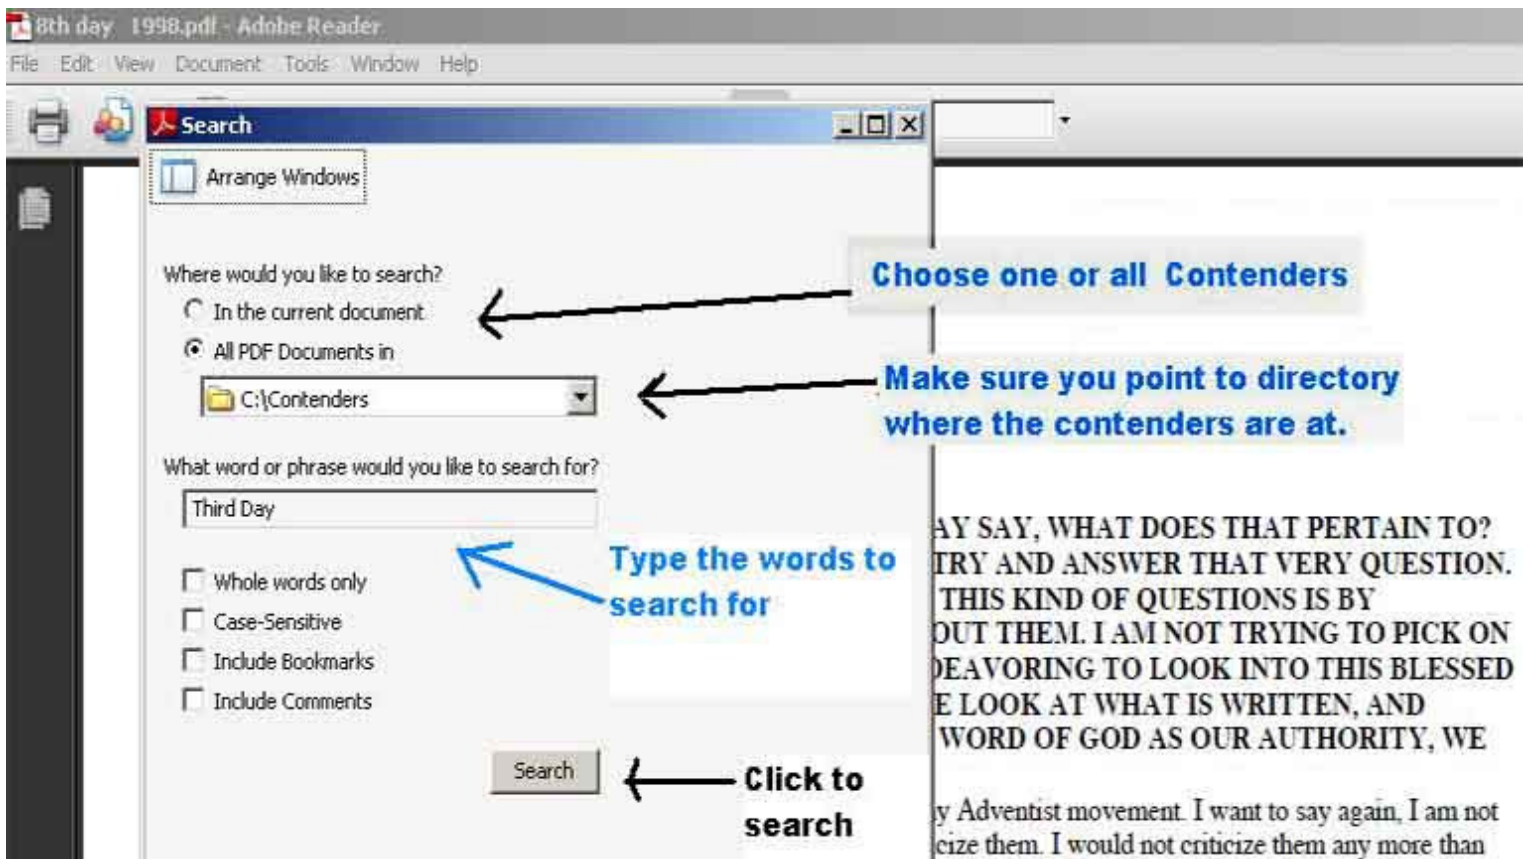 8th day 1998.pdf - Adobe Reader
File Edit View Document Tools Window Help
Search
Arrange Windows
Where would you like to search?
In the current document
All PDF Documents in
C:\Contenders
Choose one or all Contenders
Make sure you point to directory
where the contenders are at.
What word or phrase would you like to search for?
Third Day
Type the words to
search for
Whole words only
Case-Sensitive
Include Bookmarks
Include Comments
Search
Click to
search
AY SAY, WHAT DOES THAT PERTAIN TO?
TRY AND ANSWER THAT VERY QUESTION.
THIS KIND OF QUESTIONS IS BY
OUT THEM. I AM NOT TRYING TO PICK ON
DEAVORING TO LOOK INTO THIS BLESSED
E LOOK AT WHAT IS WRITTEN, AND
WORD OF GOD AS OUR AUTHORITY, WE
y Adventist movement. I want to say again, I am not
cize them. I would not criticize them any more than